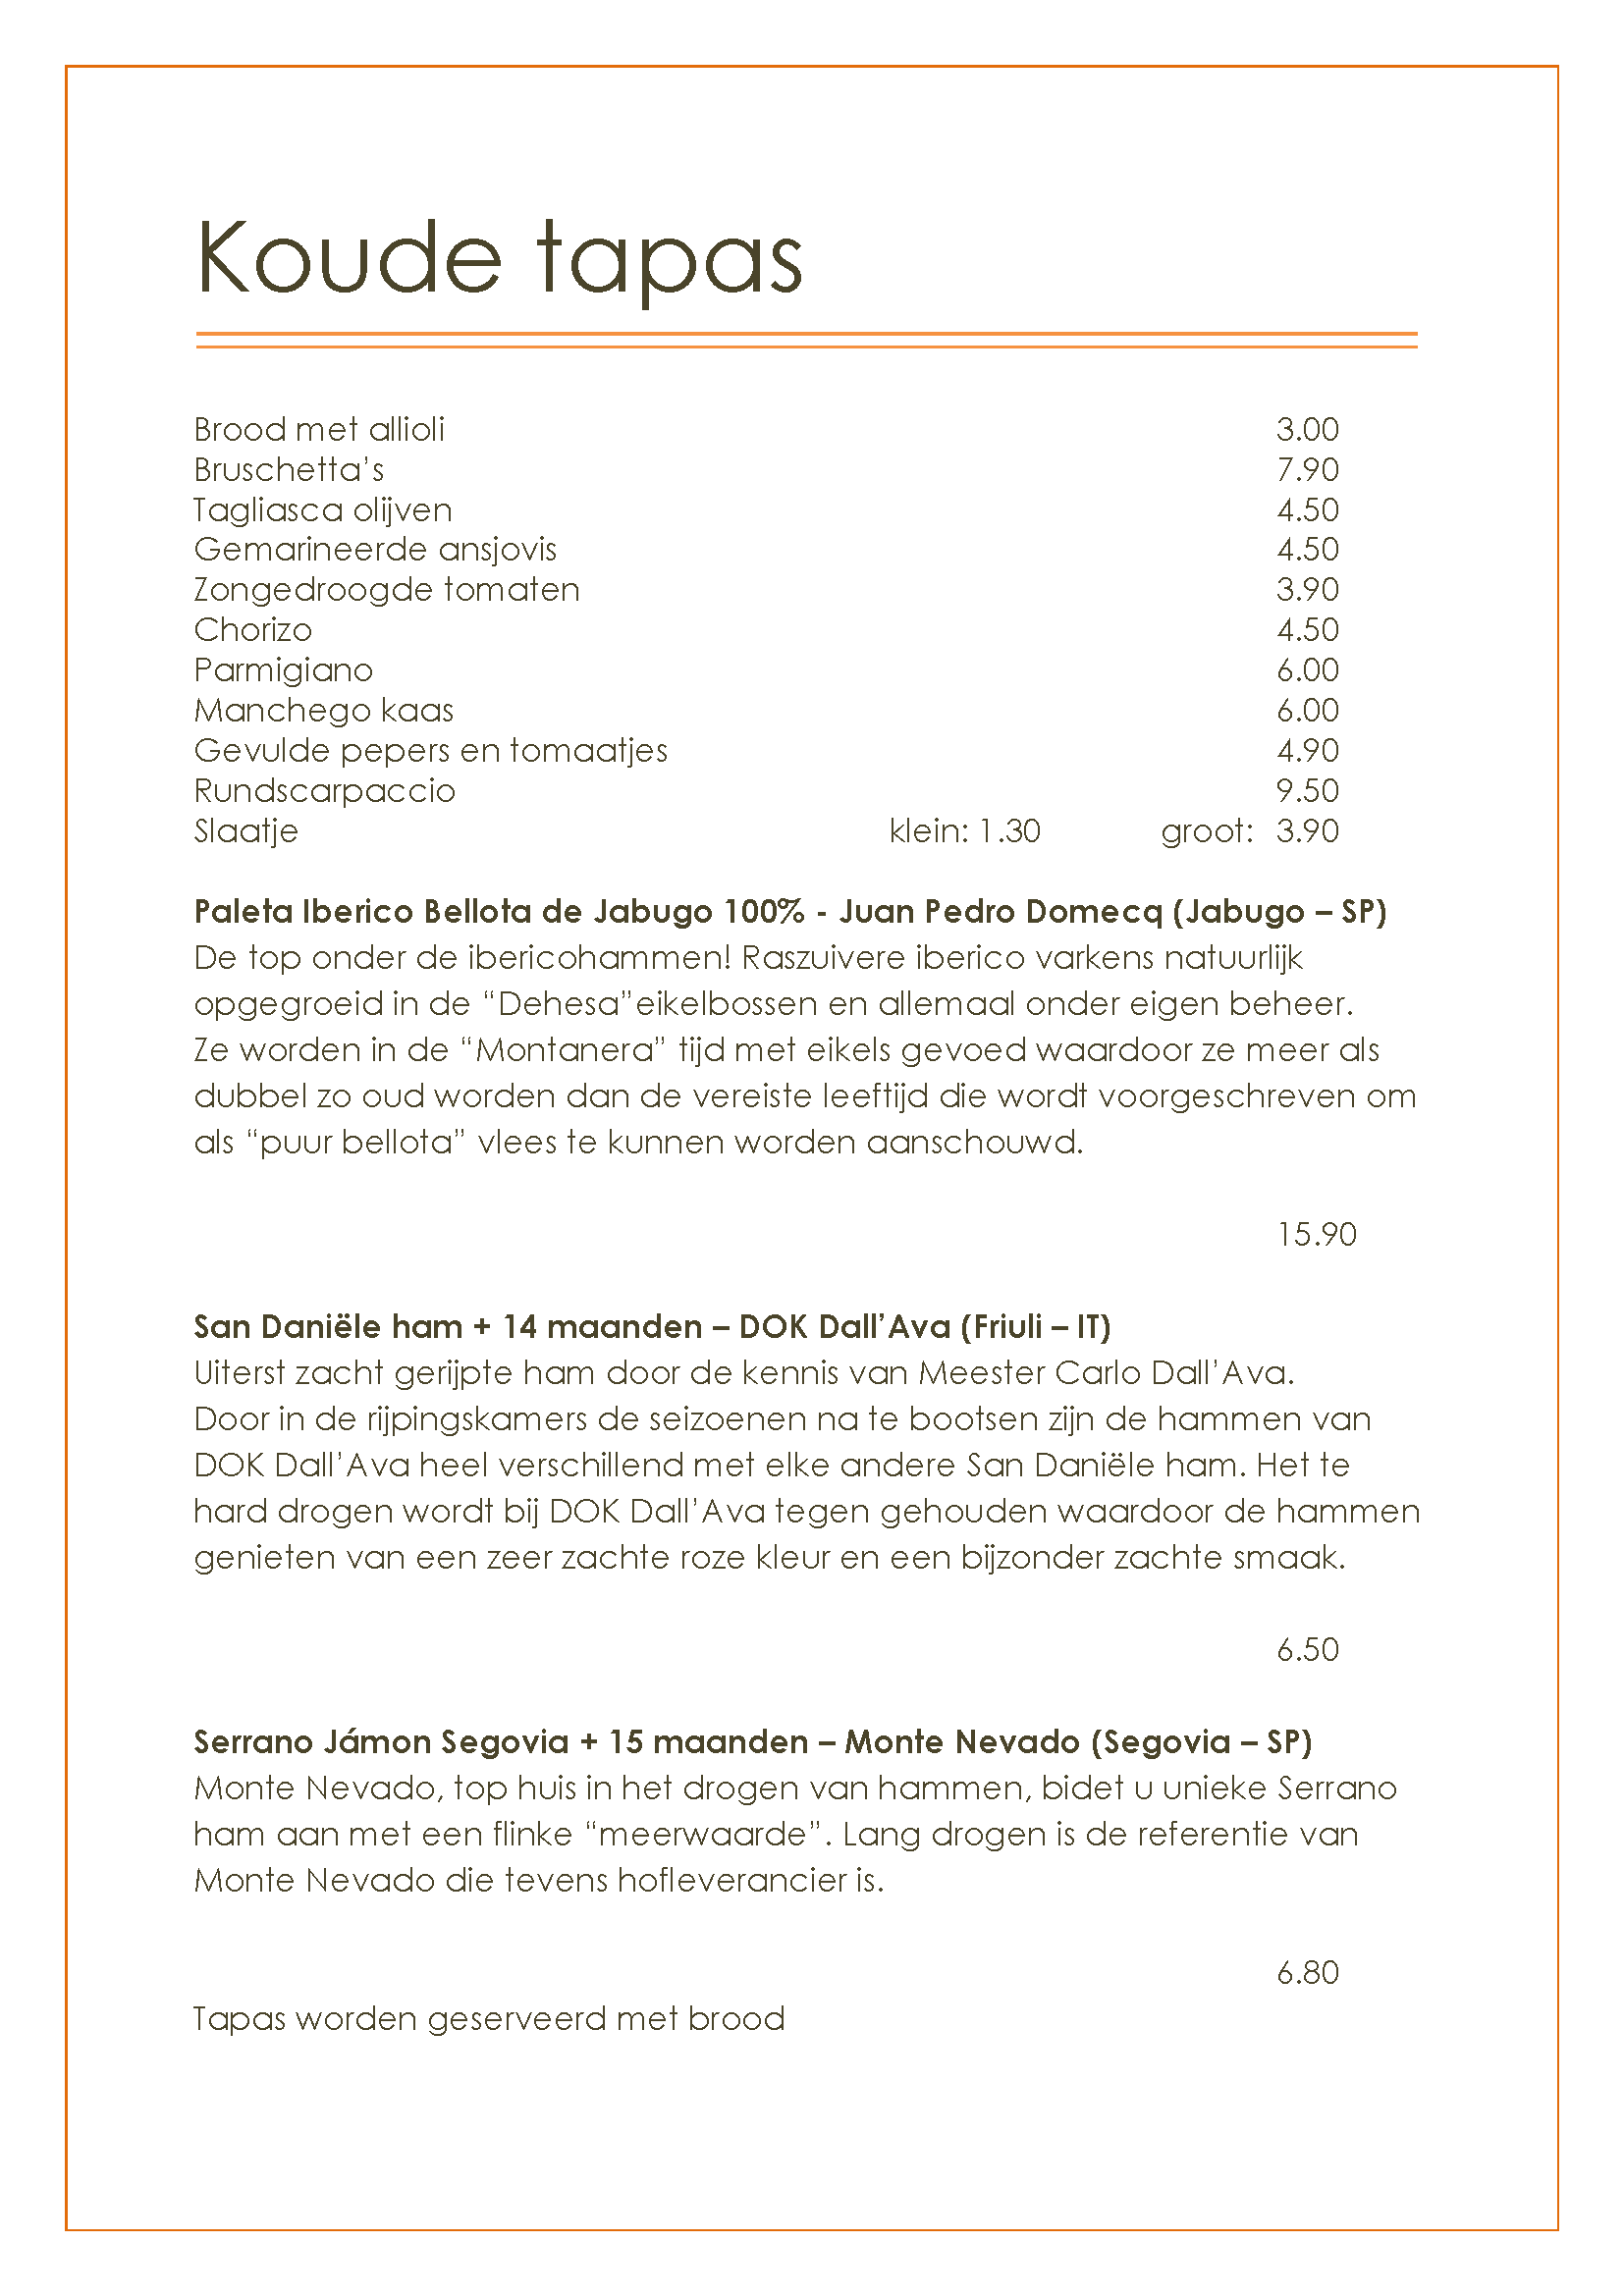 Koude tapas
Brood met allioli 3.00
Bruschetta’s 7.90
Tagliasca olijven 4.50
Gemarineerde ansjovis 4.50
Zongedroogde tomaten 3.90
Chorizo 4.50
Parmigiano 6.00
Manchego kaas 6.00
Gevulde pepers en tomaatjes 4.90
Rundscarpaccio 9.50
Slaatje klein: 1.30 groot: 3.90
Paleta Iberico Bellota de Jabugo 100% - Juan Pedro Domecq (Jabugo – SP)
De top onder de ibericohammen! Raszuivere iberico varkens natuurlijk
opgegroeid in de “Dehesa”eikelbossen en allemaal onder eigen beheer.
Ze worden in de “Montanera” tijd met eikels gevoed waardoor ze meer als
dubbel zo oud worden dan de vereiste leeftijd die wordt voorgeschreven om
als “puur bellota” vlees te kunnen worden aanschouwd.
15.90
San Daniële ham + 14 maanden – DOK Dall’Ava (Friuli – IT)
Uiterst zacht gerijpte ham door de kennis van Meester Carlo Dall’Ava.
Door in de rijpingskamers de seizoenen na te bootsen zijn de hammen van
DOK Dall’Ava heel verschillend met elke andere San Daniële ham. Het te
hard drogen wordt bij DOK Dall’Ava tegen gehouden waardoor de hammen
genieten van een zeer zachte roze kleur en een bijzonder zachte smaak.
6.50
Serrano Jámon Segovia + 15 maanden – Monte Nevado (Segovia – SP)
Monte Nevado, top huis in het drogen van hammen, bidet u unieke Serrano
ham aan met een flinke “meerwaarde”. Lang drogen is de referentie van
Monte Nevado die tevens hofleverancier is.
6.80
Tapas worden geserveerd met brood